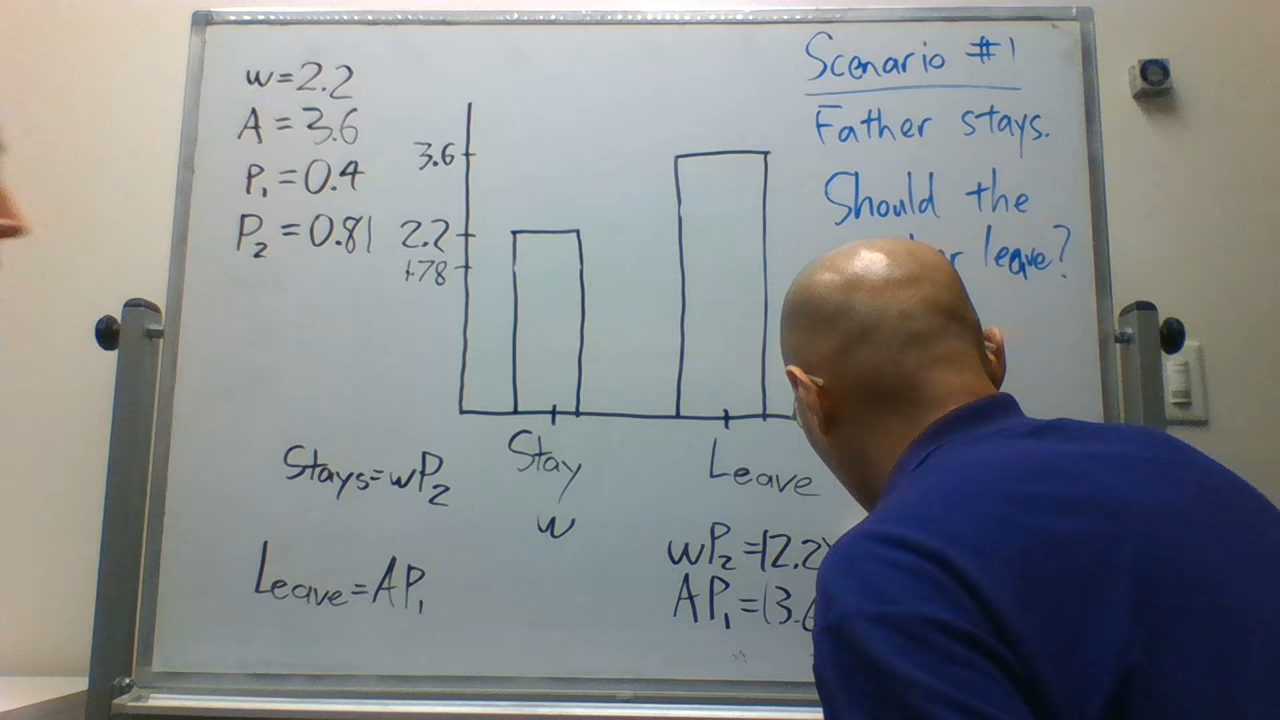 w=2.2
A=3.6
P₁=0.4
P₂=0.81
3.6
2.2
1.78
Stay
w
Leave
Stays=wP₂
Leave=AP₁
wP₂=(2.2)
AP₁=(3.6
Scenario #1
Father stays.
Should the
leave?